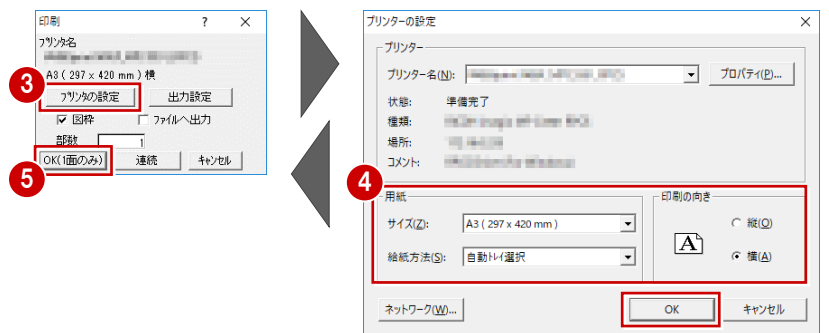 印刷 ? ×
プリンタ名
A3 ( 297 x 420 mm ) 横
3
プリンタの設定 出力設定
図枠 ファイルへ出力
部数 1
OK(1面のみ) 連続 キャンセル
5
プリンターの設定 ×
プリンター
プリンター名(N): プロパティ(P)...
状態: 準備完了
種類:
場所:
コメント:
4
用紙
サイズ(Z): A3 ( 297 x 420 mm )
給紙方法(S): 自動トレイ選択
印刷の向き
A
縦(O)
横(A)
ネットワーク(W)... OK キャンセル